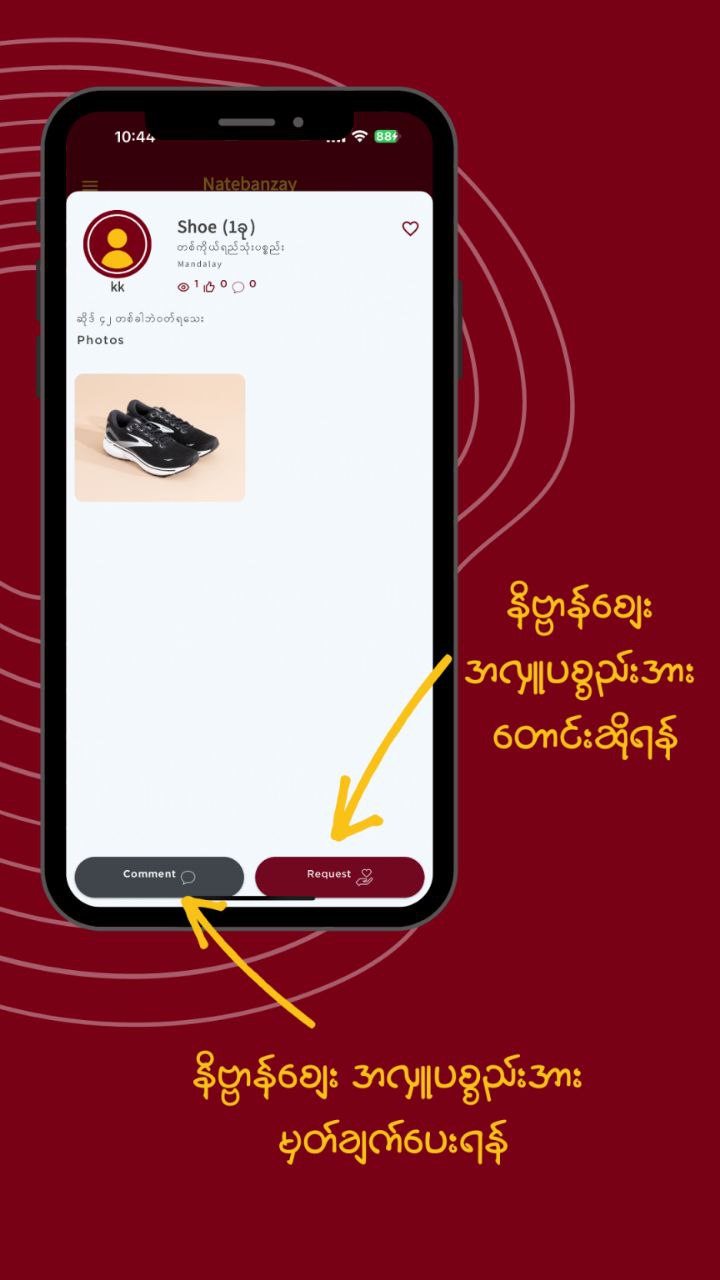 10:44
88
Natebanzay
Shoe (1ခု)
တစ်ကိုယ်ရည်သုံးပစ္စည်း
Mandalay
kk
1 0 0
ဆိုဒ် ၄၂ တစ်ခါဘဲဝတ်ရသေး
Photos
နိဗ္ဗာန်ဈေး
အလှူပစ္စည်းအား
တောင်းဆိုရန်
Comment
Request
နိဗ္ဗာန်ဈေး အလှူပစ္စည်းအား
မှတ်ချက်ပေးရန်